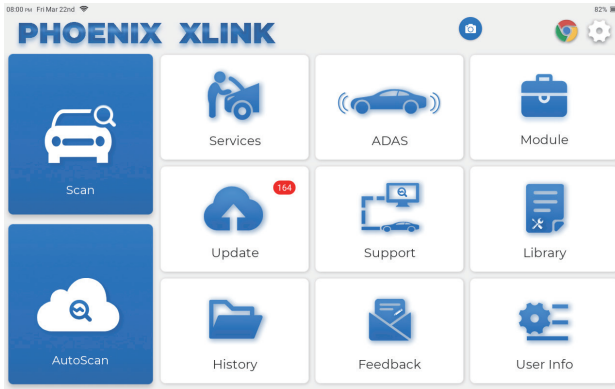 08:00 PM Fri Mar 22nd 82%
PHOENIX XLINK
Scan
Services
ADAS
Module
164
Update
Support
Library
AutoScan
History
Feedback
User Info